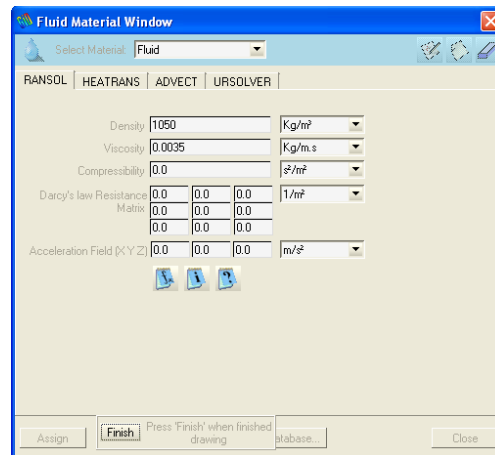 Fluid Material Window
Select Material: Fluid
RANSOL HEATRANS ADVECT URSOLVER
Density 1050 Kg/m³
Viscosity 0.0035 Kg/m.s
Compressibility 0.0 s²/m²
Darcy's law Resistance 0.0 0.0 0.0 1/m²
Matrix 0.0 0.0 0.0
0.0 0.0 0.0
Acceleration Field (X Y Z) 0.0 0.0 0.0 m/s²
Assign Finish Press 'Finish' when finished
drawing atabase... Close